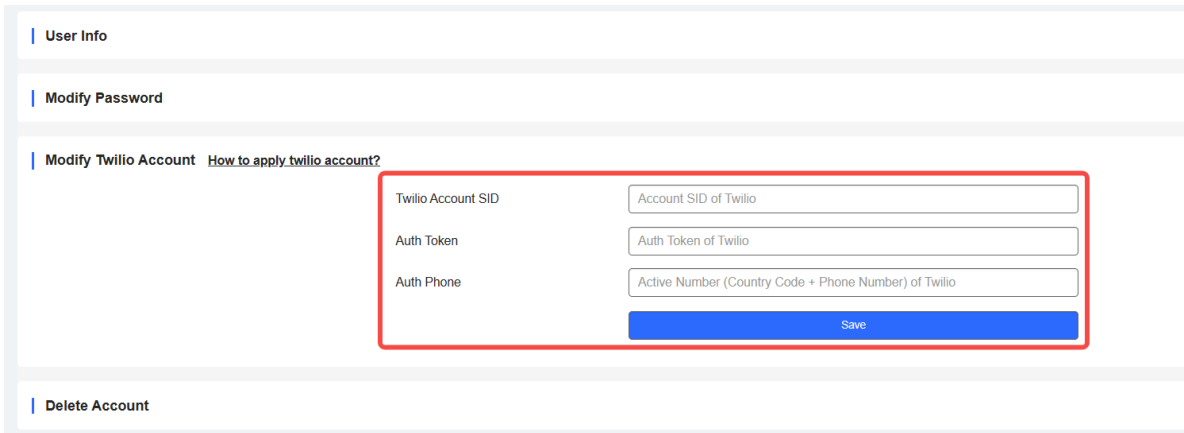 User Info
Modify Password
Modify Twilio Account How to apply twilio account?
Twilio Account SID Account SID of Twilio
Auth Token Auth Token of Twilio
Auth Phone Active Number (Country Code + Phone Number) of Twilio
Save
Delete Account